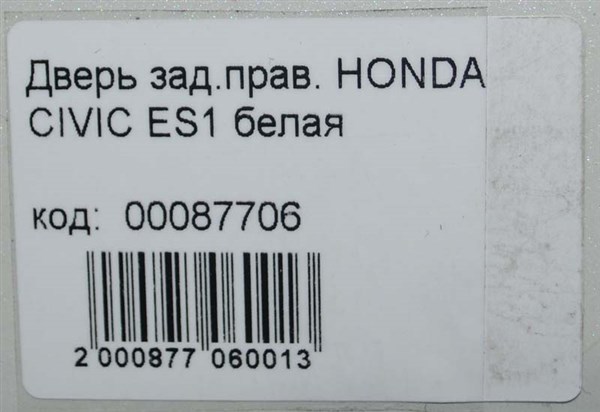 Дверь зад.прав. HONDA
CIVIC ES1 белая
код: 00087706
2 000877 060013